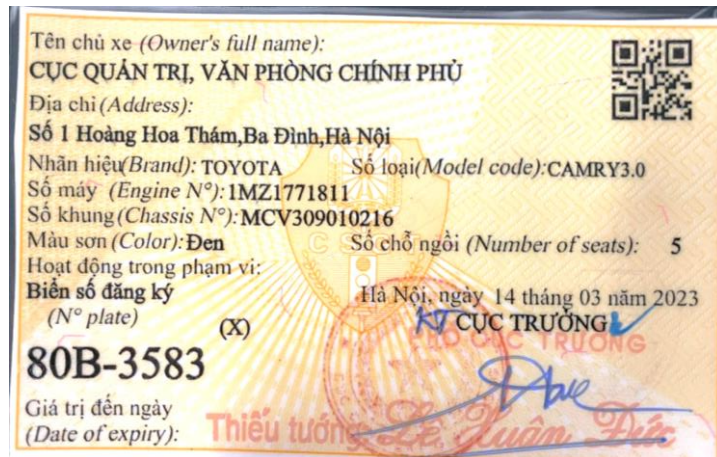 Tên chủ xe (Owner's full name):
CỤC QUẢN TRỊ, VĂN PHÒNG CHÍNH PHỦ
Địa chỉ (Address):
Số 1 Hoàng Hoa Thám,Ba Đình,Hà Nội
Nhãn hiệu(Brand): TOYOTA Số loại(Model code):CAMRY3.0
Số máy (Engine N°):1MZ1771811
Số khung (Chassis N°):MCV309010216
Màu sơn (Color):Đen Số chỗ ngồi (Number of seats): 5
Hoạt động trong phạm vi:
Biển số đăng ký Hà Nội, ngày 14 tháng 03 năm 2023
(N° plate) (X) KT CỤC TRƯỞNG
PHÓ CỤC TRƯỞNG
80B-3583
Giá trị đến ngày
(Date of expiry): Thiếu tướng Lê Xuân Đức